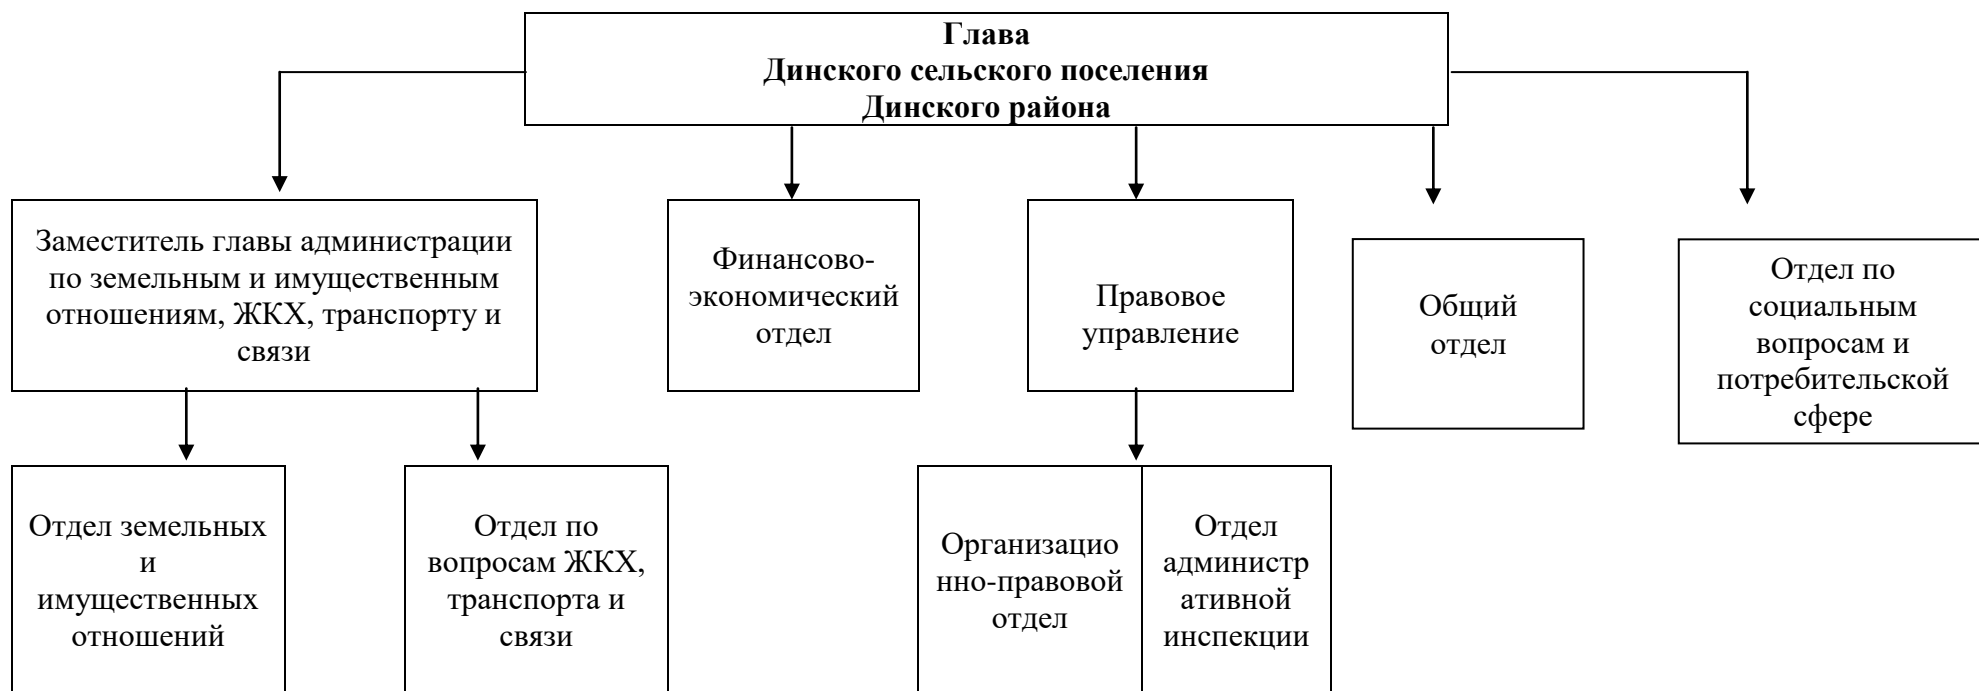 Глава
Динского сельского поселения
Динского района
Заместитель главы администрации
по земельным и имущественным
отношениям, ЖКХ, транспорту и
связи
Финансово-
экономический
отдел
Правовое
управление
Общий
отдел
Отдел по
социальным
вопросам и
потребительской
сфере
Отдел земельных
и
имущественных
отношений
Отдел по
вопросам ЖКХ,
транспорта и
связи
Организацио
нно-правовой
отдел
Отдел
администр
ативной
инспекции